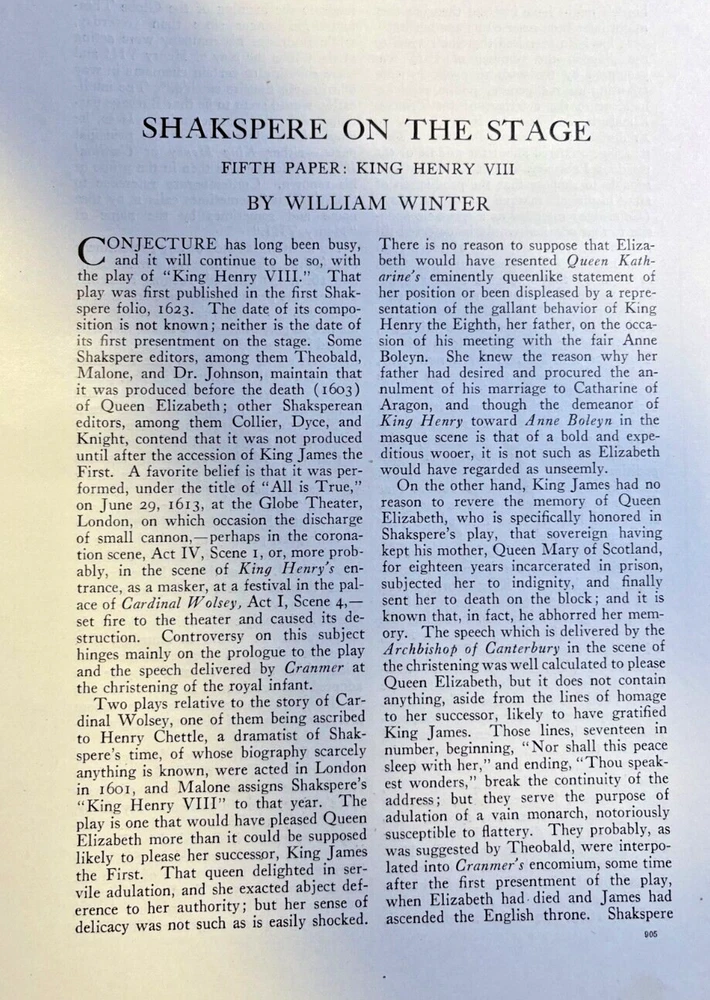 SHAKSPERE ON THE STAGE
FIFTH PAPER: KING HENRY VIII
BY WILLIAM WINTER
CONJECTURE has long been busy,
and it will continue to be so, with
the play of “King Henry VIII.” That
play was first published in the first Shak-
spere folio, 1623. The date of its compo-
sition is not known; neither is the date of
its first presentment on the stage. Some
Shakspere editors, among them Theobald,
Malone, and Dr. Johnson, maintain that
it was produced before the death (1603)
of Queen Elizabeth; other Shaksperean
editors, among them Collier, Dyce, and
Knight, contend that it was not produced
until after the accession of King James the
First. A favorite belief is that it was per-
formed, under the title of “All is True,”
on June 29, 1613, at the Globe Theater,
London, on which occasion the discharge
of small cannon,—perhaps in the corona-
tion scene, Act IV, Scene 1, or, more prob-
ably, in the scene of King Henry's en-
trance, as a masker, at a festival in the pal-
ace of Cardinal Wolsey, Act I, Scene 4,—
set fire to the theater and caused its de-
struction. Controversy on this subject
hinges mainly on the prologue to the play
and the speech delivered by Cranmer at
the christening of the royal infant.
Two plays relative to the story of Car-
dinal Wolsey, one of them being ascribed
to Henry Chettle, a dramatist of Shak-
spere's time, of whose biography scarcely
anything is known, were acted in London
in 1601, and Malone assigns Shakspere's
“King Henry VIII” to that year. The
play is one that would have pleased Queen
Elizabeth more than it could be supposed
likely to please her successor, King James
the First. That queen delighted in ser-
vile adulation, and she exacted abject def-
erence to her authority; but her sense of
delicacy was not such as is easily shocked.
There is no reason to suppose that Eliza-
beth would have resented Queen Kath-
arine's eminently queenlike statement of
her position or been displeased by a repre-
sentation of the gallant behavior of King
Henry the Eighth, her father, on the occa-
sion of his meeting with the fair Anne
Boleyn. She knew the reason why her
father had desired and procured the an-
nulment of his marriage to Catharine of
Aragon, and though the demeanor of
King Henry toward Anne Boleyn in the
masque scene is that of a bold and expe-
ditious wooer, it is not such as Elizabeth
would have regarded as unseemly.
On the other hand, King James had no
reason to revere the memory of Queen
Elizabeth, who is specifically honored in
Shakspere's play, that sovereign having
kept his mother, Queen Mary of Scotland,
for eighteen years incarcerated in prison,
subjected her to indignity, and finally
sent her to death on the block; and it is
known that, in fact, he abhorred her mem-
ory. The speech which is delivered by the
Archbishop of Canterbury in the scene of
the christening was well calculated to please
Queen Elizabeth, but it does not contain
anything, aside from the lines of homage
to her successor, likely to have gratified
King James. Those lines, seventeen in
number, beginning, “Nor shall this peace
sleep with her,” and ending, “Thou speak-
est wonders,” break the continuity of the
address; but they serve the purpose of
adulation of a vain monarch, notoriously
susceptible to flattery. They probably, as
was suggested by Theobald, were interpo-
lated into Cranmer's encomium, some time
after the first presentment of the play,
when Elizabeth had died and James had
ascended the English throne. Shakspere
905